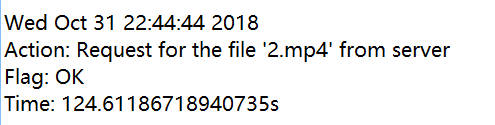 Wed Oct 31 22:44:44 2018
Action: Request for the file '2.mp4' from server
Flag: OK
Time: 124.61186718940735s